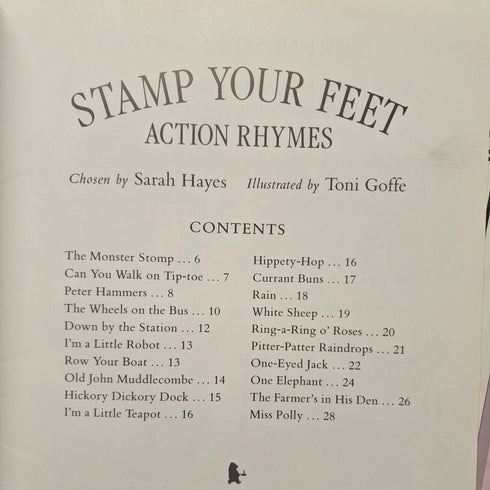 STAMP YOUR FEET
ACTION RHYMES
Chosen by Sarah Hayes Illustrated by Toni Goffe
CONTENTS
The Monster Stomp ... 6
Can You Walk on Tip-toe ... 7
Peter Hammers ... 8
The Wheels on the Bus ... 10
Down by the Station ... 12
I'm a Little Robot ... 13
Row Your Boat ... 13
Old John Muddlecombe ... 14
Hickory Dickory Dock ... 15
I'm a Little Teapot ... 16
Hippety-Hop ... 16
Currant Buns ... 17
Rain ... 18
White Sheep ... 19
Ring-a-Ring o' Roses ... 20
Pitter-Patter Raindrops ... 21
One-Eyed Jack ... 22
One Elephant ... 24
The Farmer's in His Den ... 26
Miss Polly ... 28